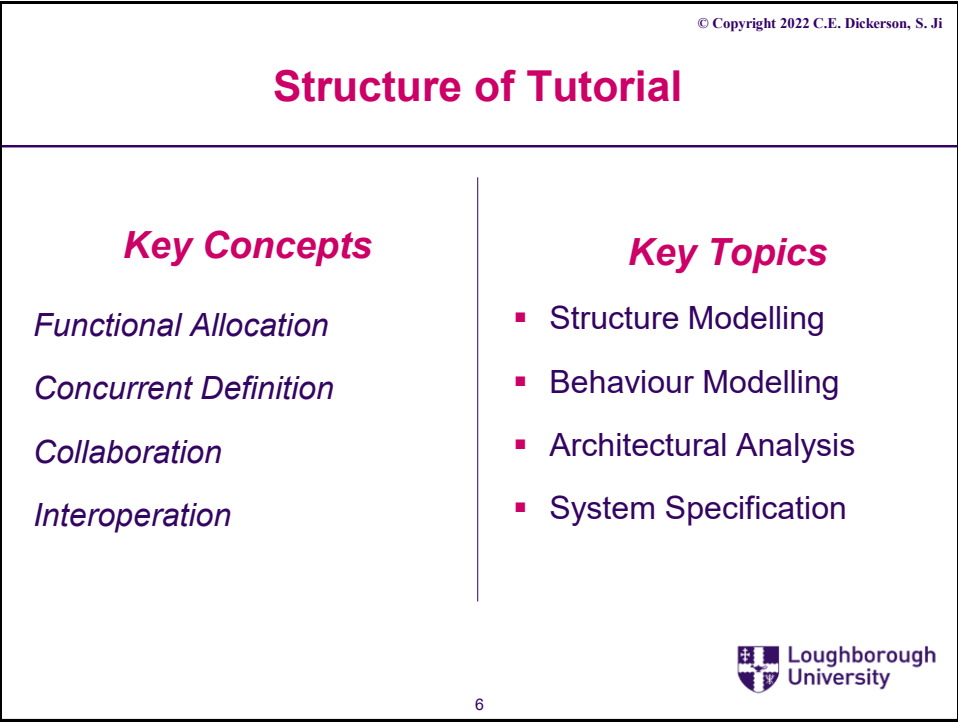 © Copyright 2022 C.E. Dickerson, S. Ji
Structure of Tutorial
Key Concepts
Functional Allocation
Concurrent Definition
Collaboration
Interoperation
Key Topics
▪ Structure Modelling
▪ Behaviour Modelling
▪ Architectural Analysis
▪ System Specification
Loughborough
University
6